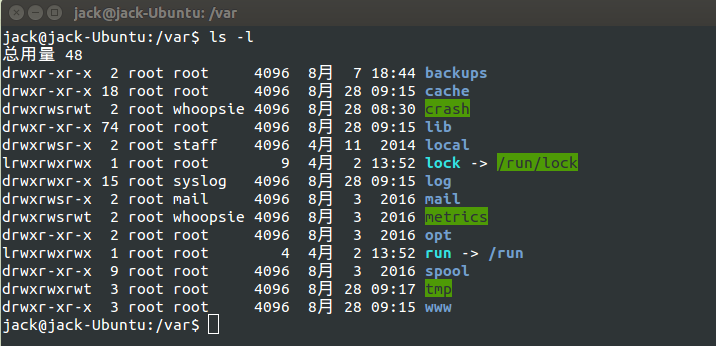 jack@jack-Ubuntu: /var
jack@jack-Ubuntu:/var$ ls -l
总用量 48
drwxr-xr-x  2 root root     4096  8月  7 18:44 backups
drwxr-xr-x 18 root root     4096  8月 28 09:15 cache
drwxrwsrwt  2 root whoopsie 4096  8月 28 08:30 crash
drwxr-xr-x 74 root root     4096  8月 28 09:15 lib
drwxrwsr-x  2 root staff    4096  4月 11  2014 local
lrwxrwxrwx  1 root root        9  4月  2 13:52 lock -> /run/lock
drwxrwxr-x 15 root syslog   4096  8月 28 09:15 log
drwxrwsr-x  2 root mail     4096  8月  3  2016 mail
drwxrwsrwt  2 root whoopsie 4096  8月  3  2016 metrics
drwxr-xr-x  2 root root     4096  8月  3  2016 opt
lrwxrwxrwx  1 root root        4  4月  2 13:52 run -> /run
drwxr-xr-x  9 root root     4096  8月  3  2016 spool
drwxrwxrwt  3 root root     4096  8月 28 09:17 tmp
drwxr-xr-x  3 root root     4096  8月 28 09:15 www
jack@jack-Ubuntu:/var$